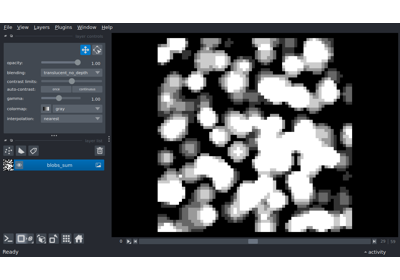 File View Layers Plugins Window Help
opacity: 1.00
blending: translucent_no_depth
contrast limits:
auto-contrast: once continuous
gamma: 1.00
colormap: gray
interpolation: nearest
blobs_sum
Ready
activity